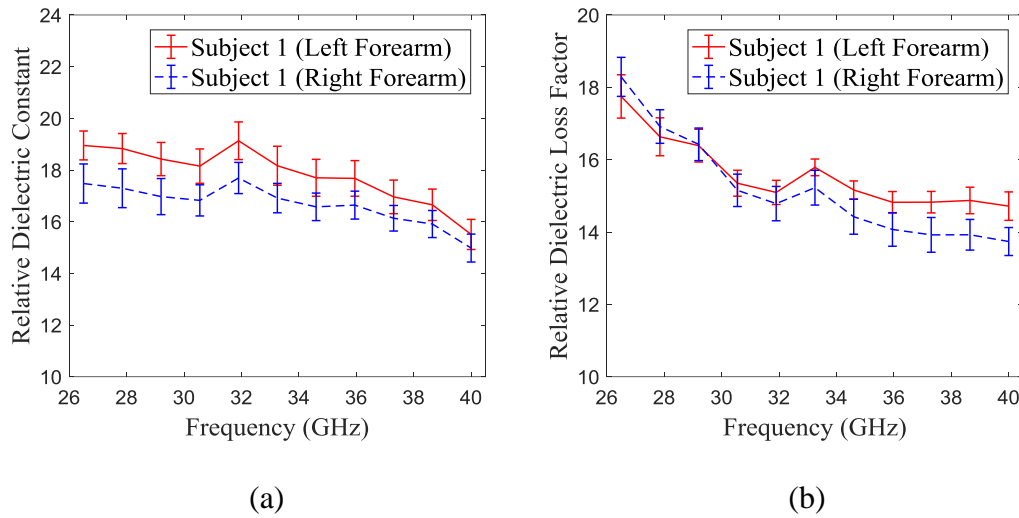 Relative Dielectric Constant
24
22
20
18
16
14
12
10
Subject 1 (Left Forearm)
Subject 1 (Right Forearm)
26 28 30 32 34 36 38 40
Frequency (GHz)
(a)
Relative Dielectric Loss Factor
20
18
16
14
12
10
Subject 1 (Left Forearm)
Subject 1 (Right Forearm)
26 28 30 32 34 36 38 40
Frequency (GHz)
(b)